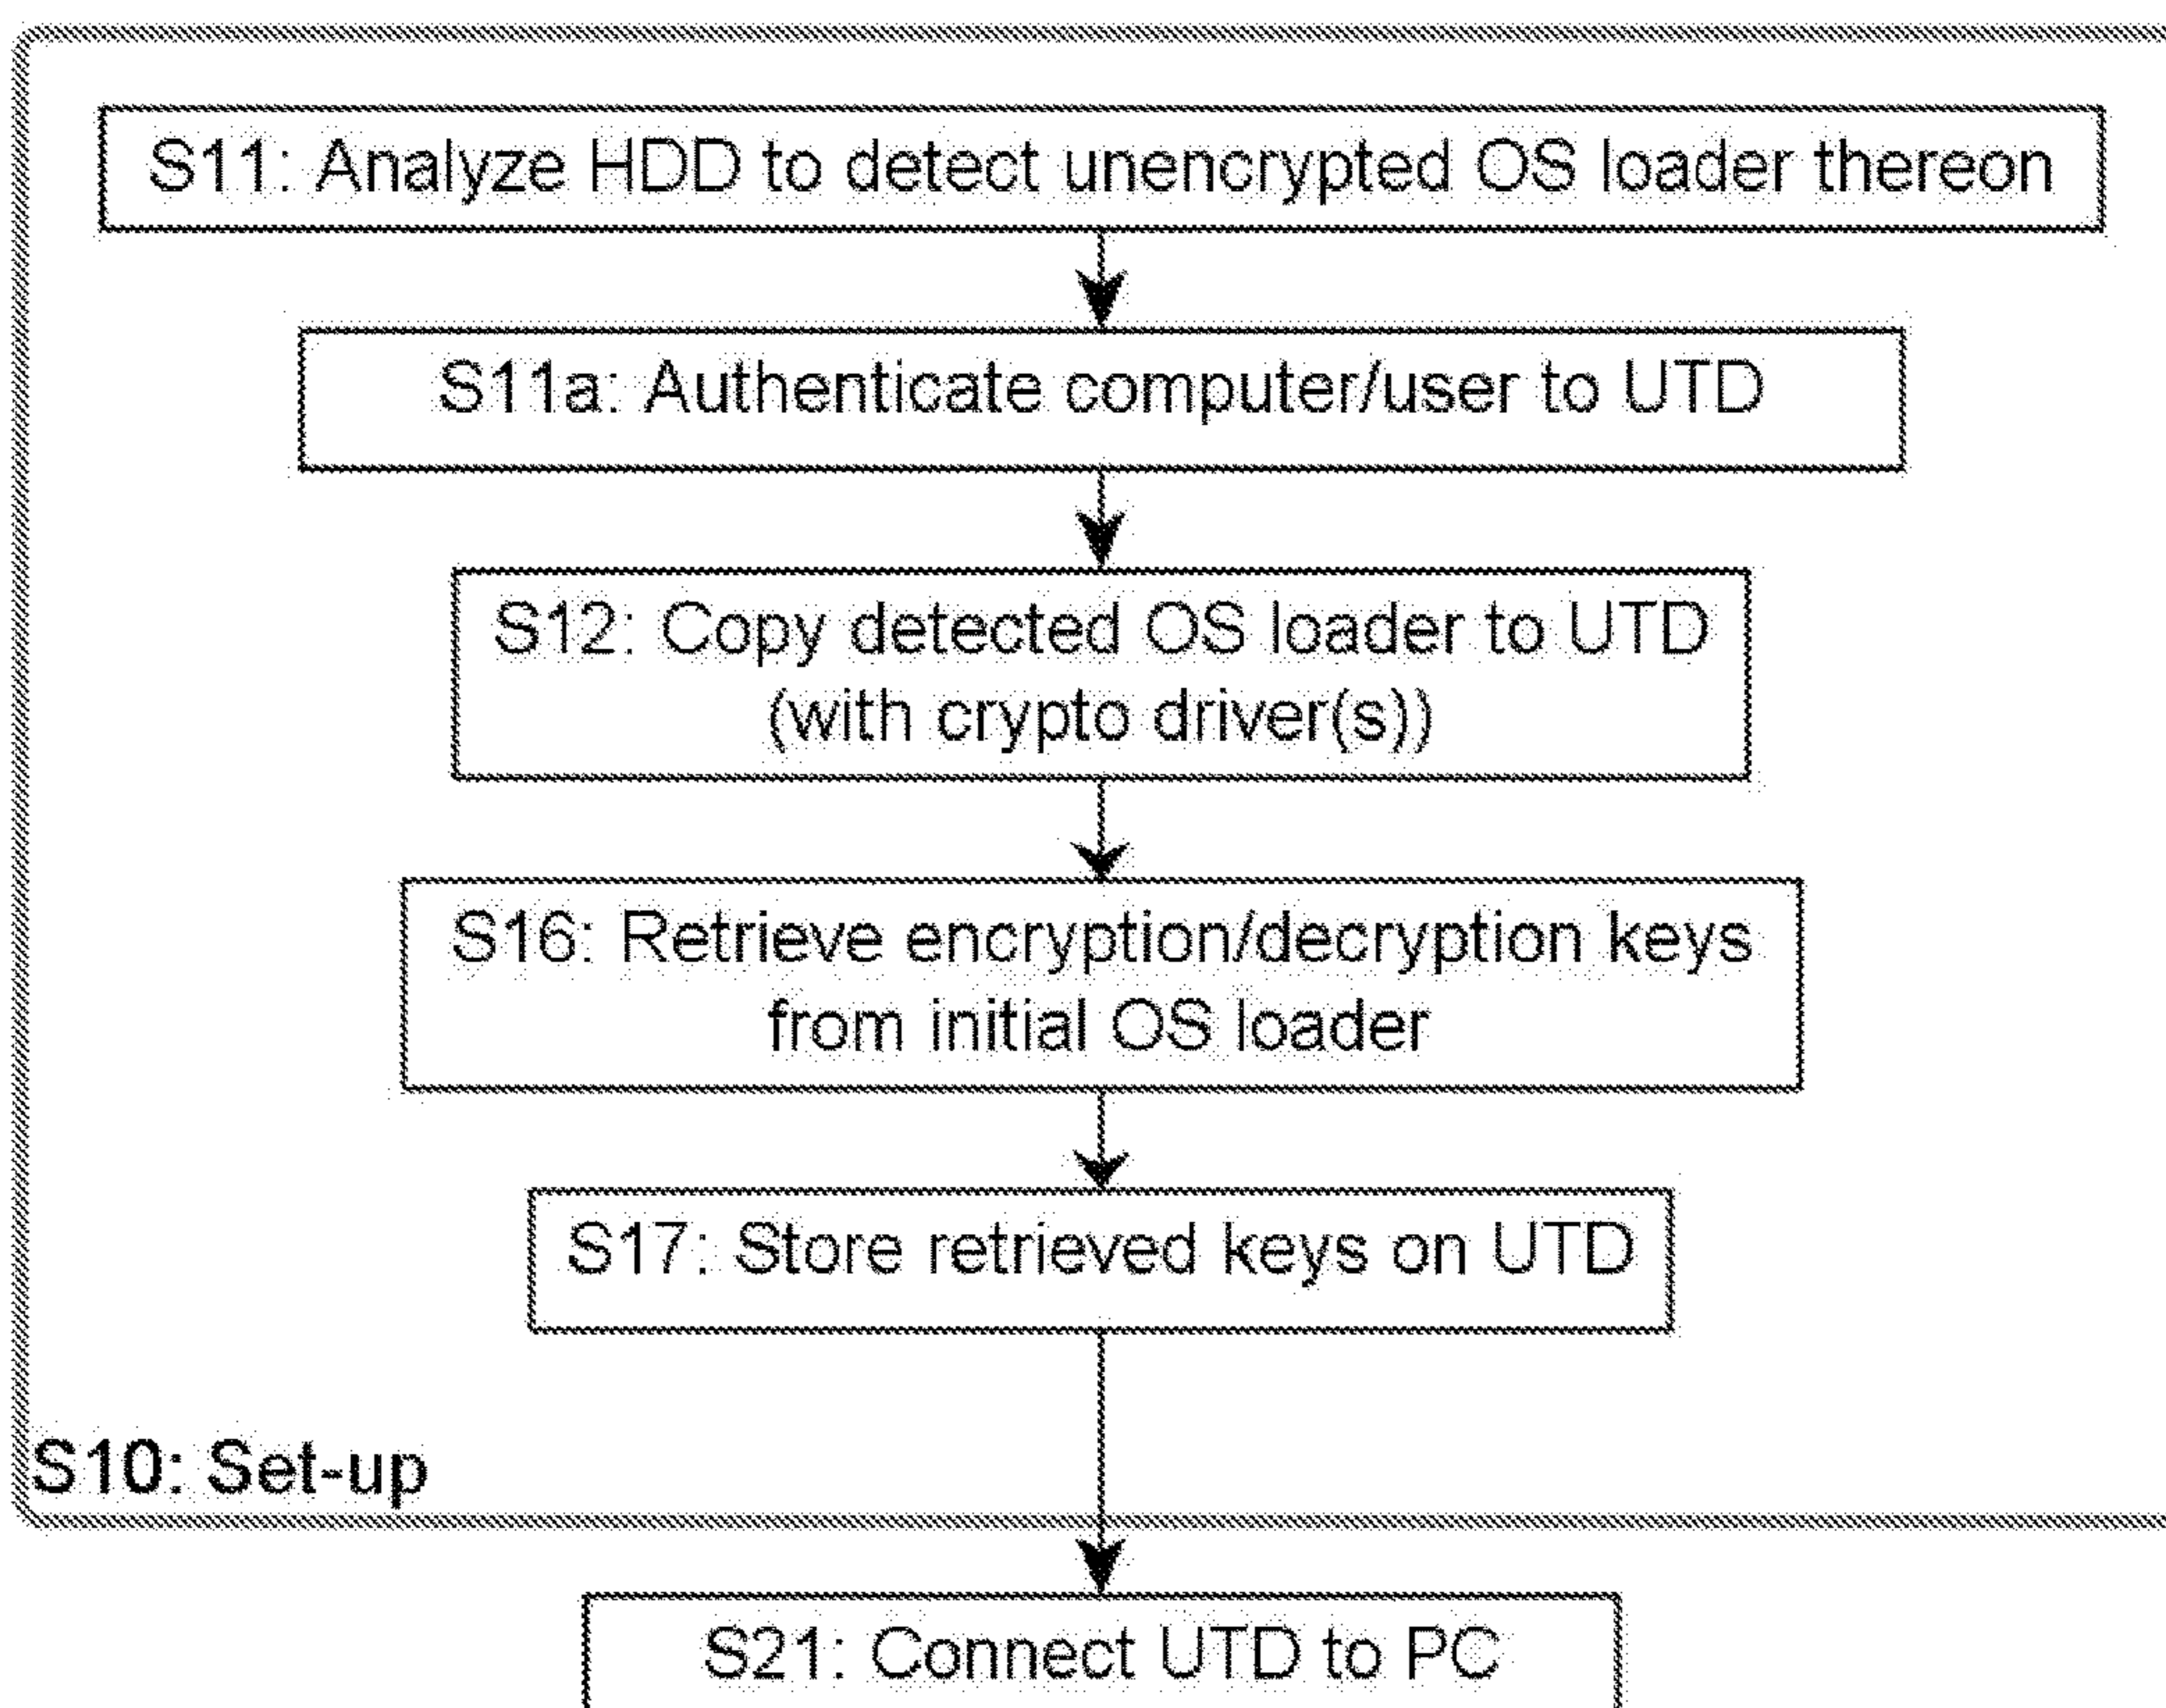 S11: Analyze HDD to detect unencrypted OS loader thereon
S11a: Authenticate computer/user to UTD
S12: Copy detected OS loader to UTD
(with crypto driver(s))
S16: Retrieve encryption/decryption keys
from initial OS loader
S17: Store retrieved keys on UTD
S10: Set-up
S21: Connect UTD to PC